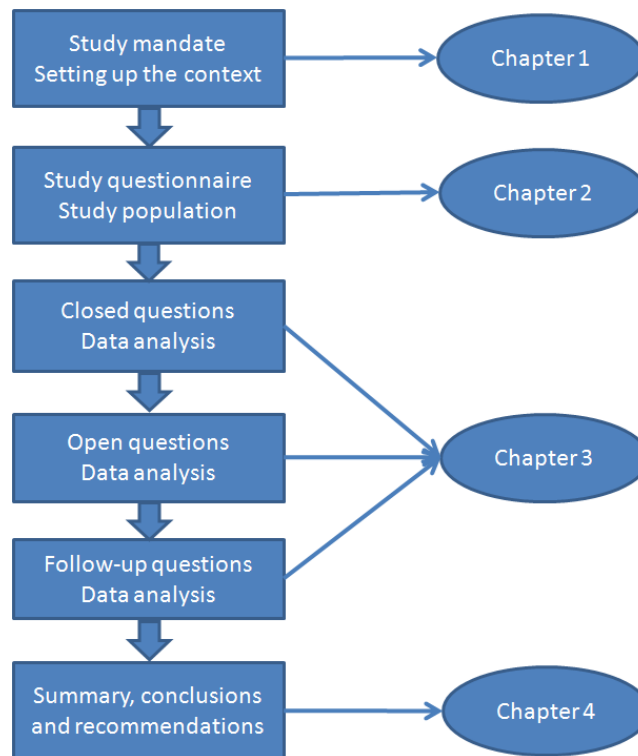 Study mandate
Setting up the context
Chapter 1
Study questionnaire
Study population
Chapter 2
Closed questions
Data analysis
Open questions
Data analysis
Chapter 3
Follow-up questions
Data analysis
Summary, conclusions
and recommendations
Chapter 4